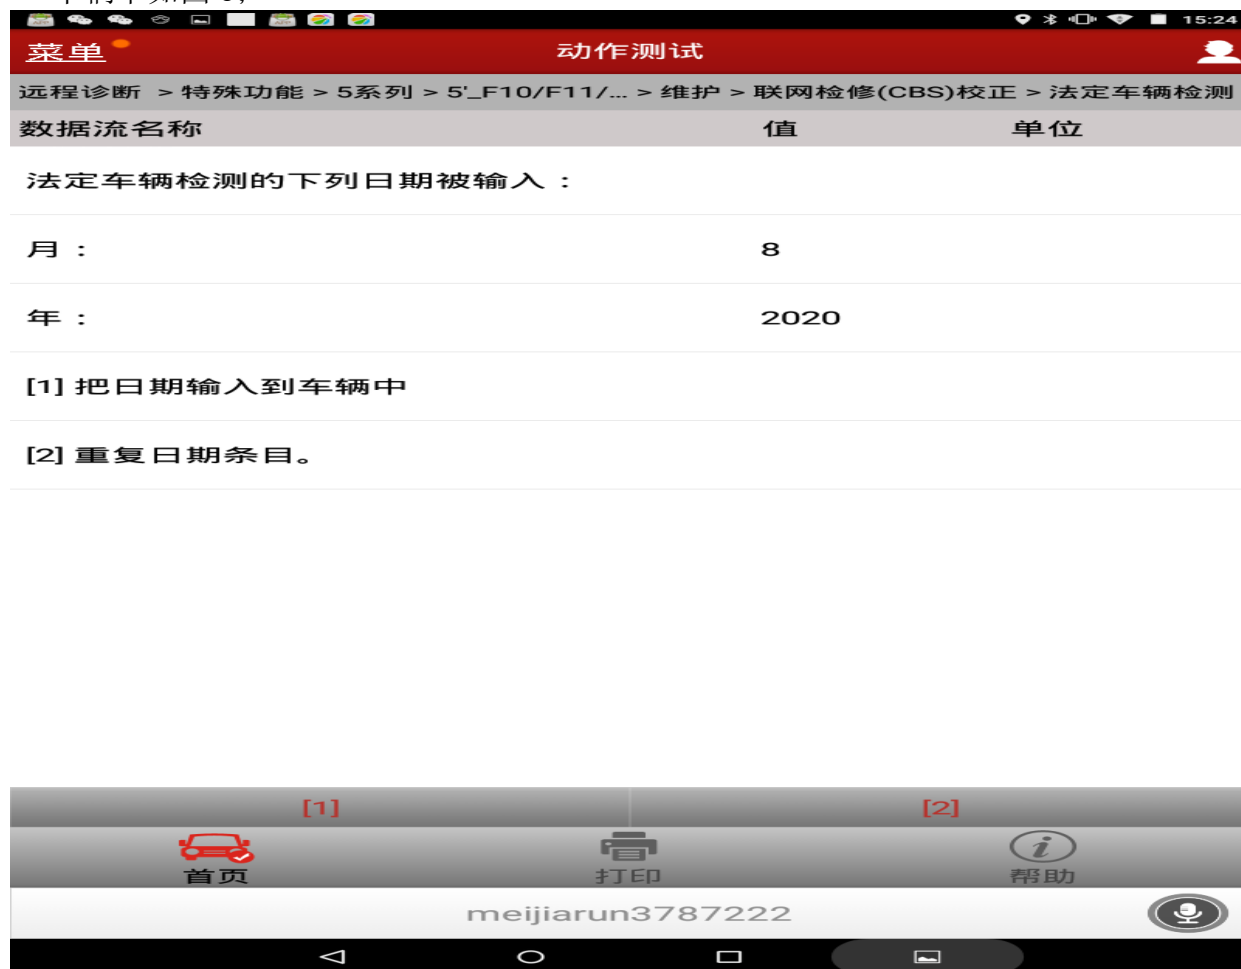 15:24
菜单 动作测试
远程诊断 > 特殊功能 > 5系列 > 5'_F10/F11/... > 维护 > 联网检修(CBS)校正 > 法定车辆检测
数据流名称 值 单位
法定车辆检测的下列日期被输入：
月： 8
年： 2020
[1] 把日期输入到车辆中
[2] 重复日期条目。
[1] [2]
首页 打印 帮助
meijiarun3787222